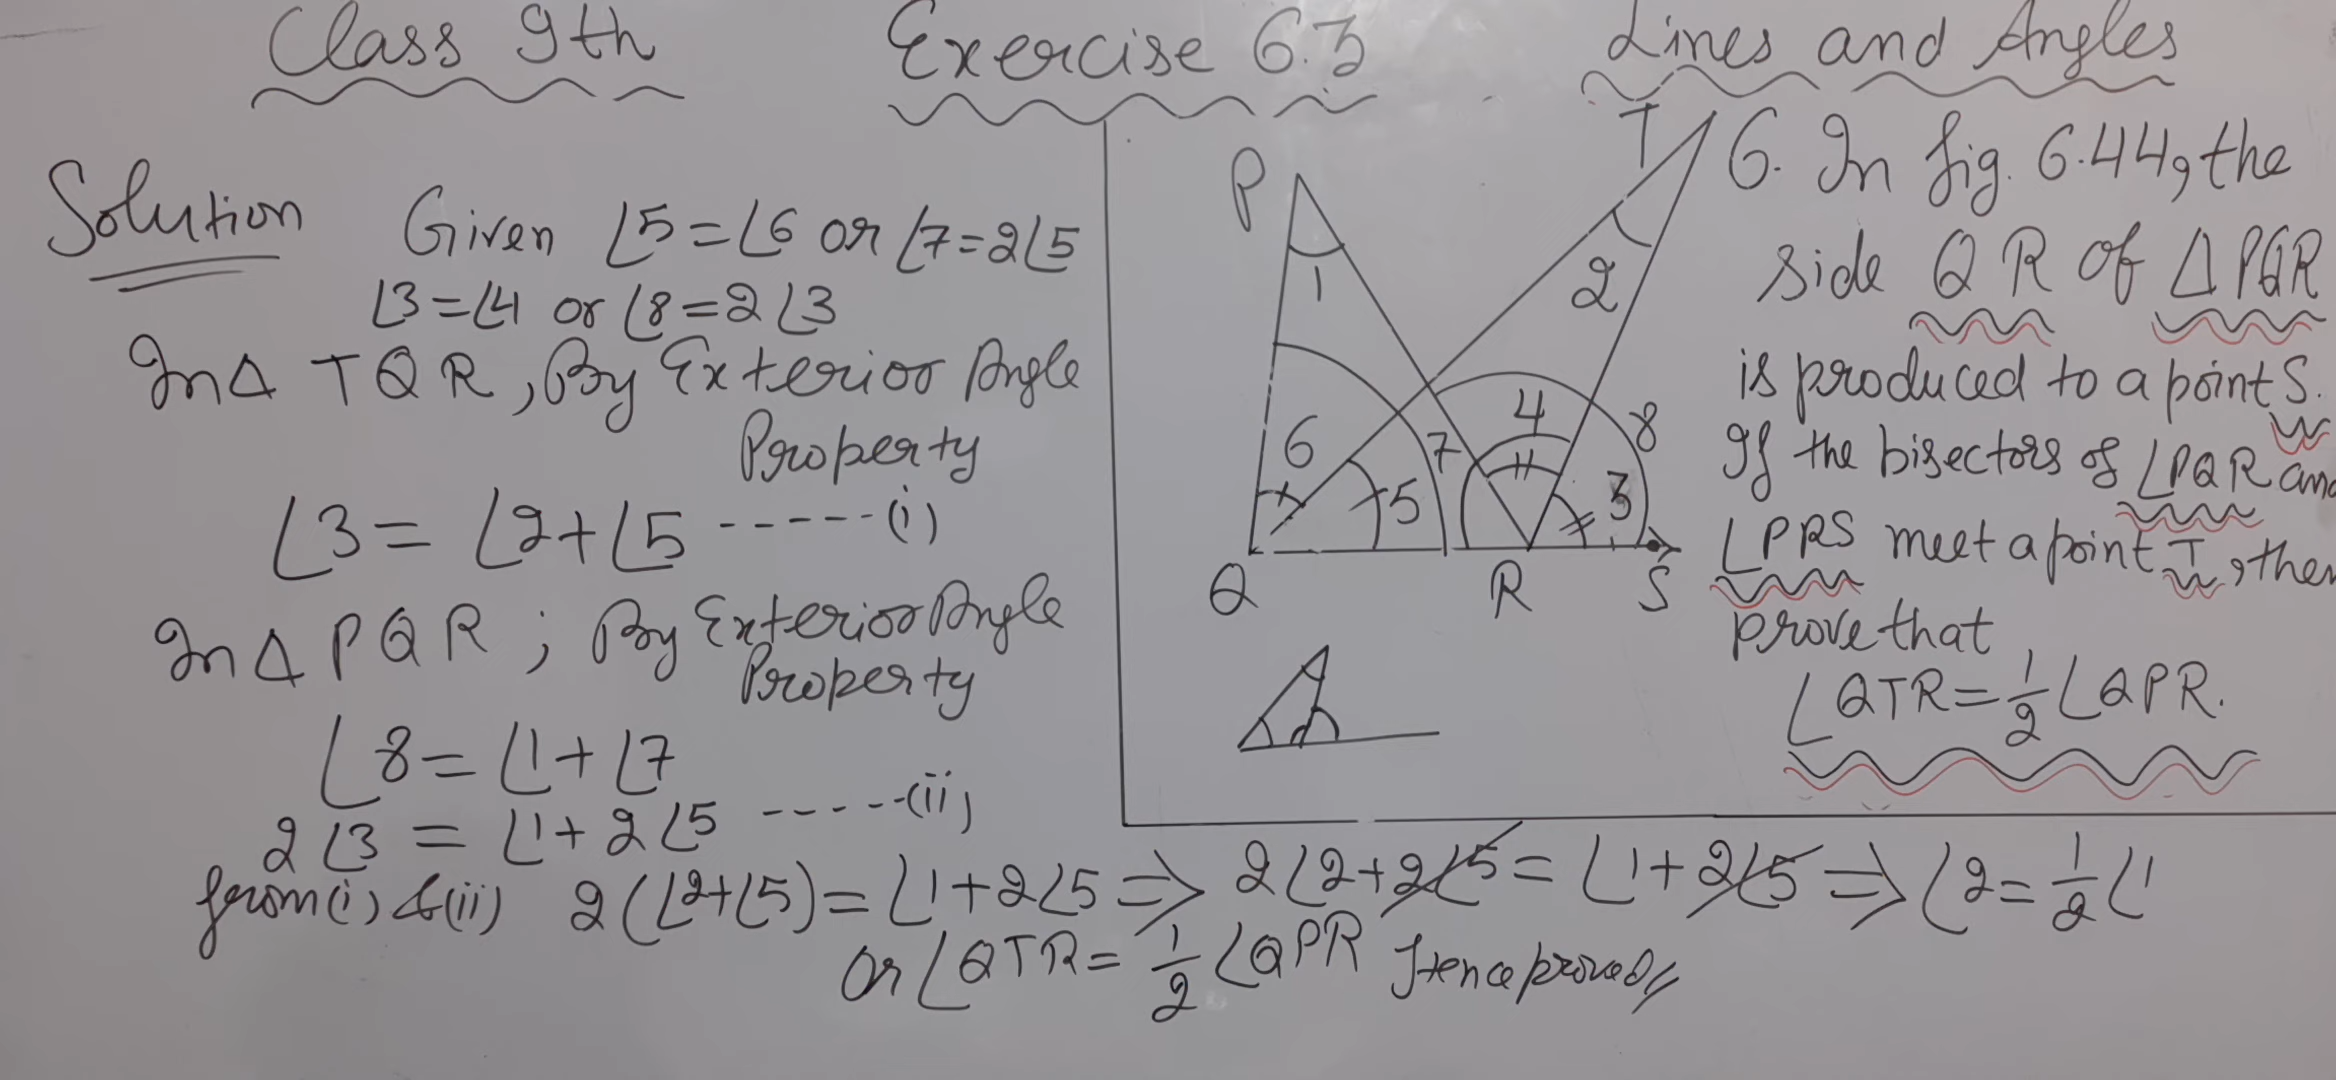 Class 9th Exercise 6.3 Lines and Angles
Solution Given ∠5=∠6 or ∠7=2∠5
∠3=∠4 or ∠8=2∠3
In Δ TQR, By Exterior Angle
Property
∠3=∠2+∠5 -----(i)
In Δ PQR; By Exterior Angle
Property
∠8=∠1+∠7
2∠3=∠1+2∠5 -----(ii)
from (i) & (ii) 2(∠2+∠5)=∠1+2∠5 ⇒ 2∠2+2∠5=∠1+2∠5 ⇒ ∠2=1/2∠1
or ∠QTR=1/2∠QPR Hence proved
P
T
1
2
6
5
7
4
8
3
Q
R
S
6. In fig. 6.44, the
side QR of ΔPQR
is produced to a point S.
If the bisectors of ∠PQR and
∠PRS meet a point T, then
prove that
∠QTR=1/2∠QPR.